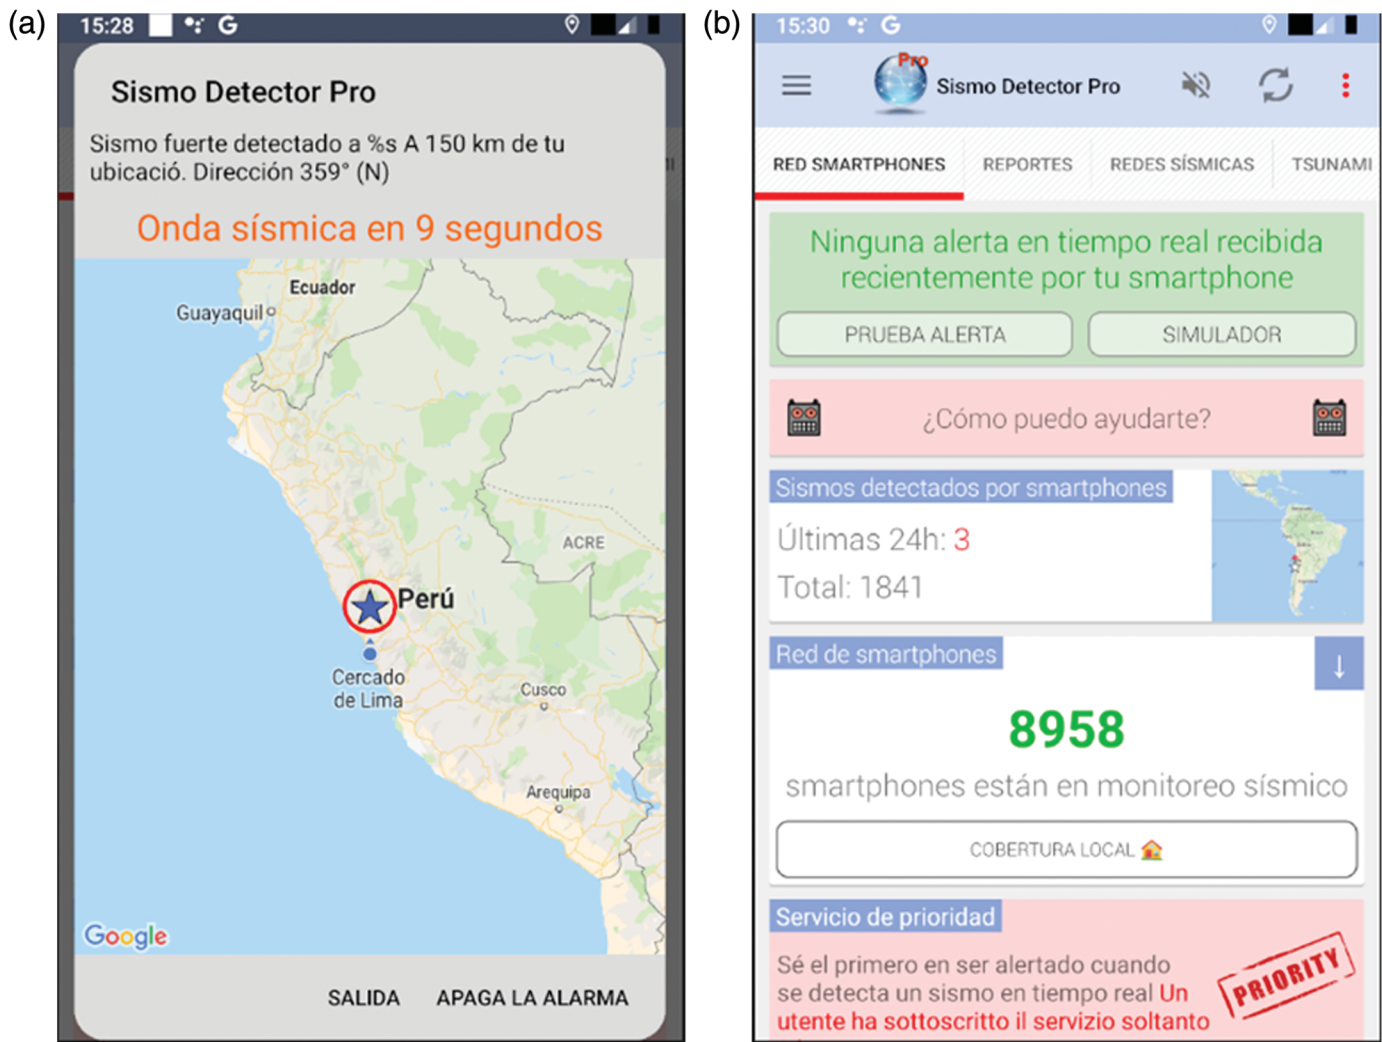 (a)
15:28
Sismo Detector Pro
Sismo fuerte detectado a %s A 150 km de tu
ubicació. Dirección 359° (N)
Onda sísmica en 9 segundos
Ecuador
Guayaquil
ACRE
Perú
Cercado
de Lima
Cusco
Arequipa
Google
SALIDA
APAGA LA ALARMA
(b)
15:30
Pro
Sismo Detector Pro
RED SMARTPHONES
REPORTES
REDES SÍSMICAS
TSUNAMI
Ninguna alerta en tiempo real recibida
recientemente por tu smartphone
PRUEBA ALERTA
SIMULADOR
¿Cómo puedo ayudarte?
Sismos detectados por smartphones
Últimas 24h: 3
Total: 1841
Red de smartphones
↓
8958
smartphones están en monitoreo sísmico
COBERTURA LOCAL
Servicio de prioridad
Sé el primero en ser alertado cuando
se detecta un sismo en tiempo real Un
utente ha sottoscritto il servizio soltanto
PRIORITY